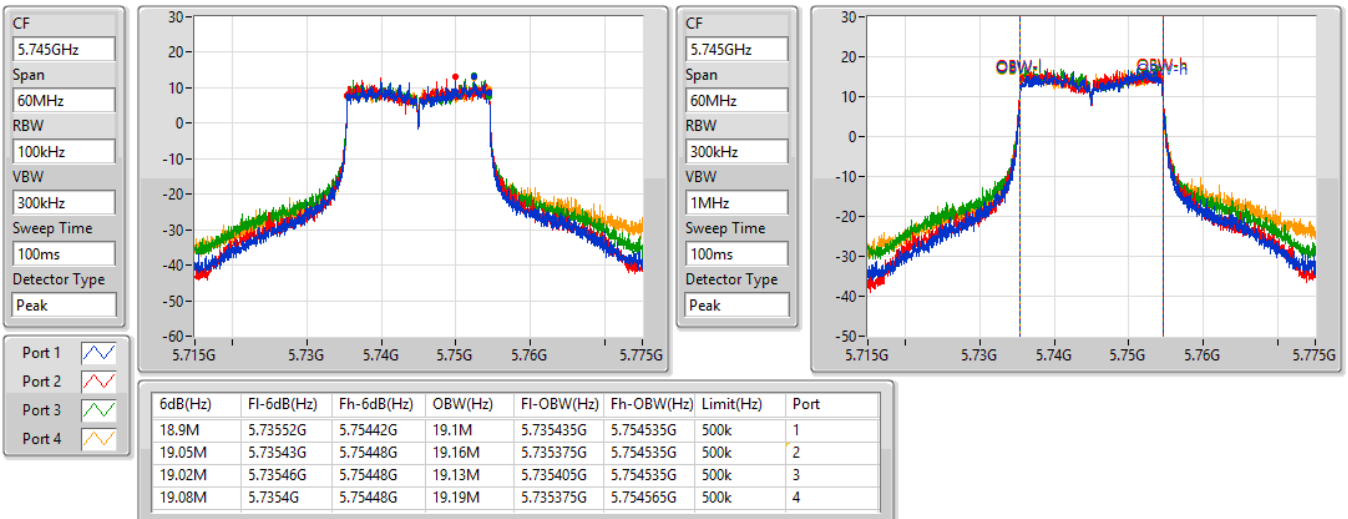 CF
5.745GHz
Span
60MHz
RBW
100kHz
VBW
300kHz
Sweep Time
100ms
Detector Type
Peak
30
20
10
0
-10
-20
-30
-40
-50
-60
5.715G 5.73G 5.74G 5.75G 5.76G 5.775G
CF
5.745GHz
Span
60MHz
RBW
300kHz
VBW
1MHz
Sweep Time
100ms
Detector Type
Peak
30
20
10
0
-10
-20
-30
-40
-50
OBW-l OBW-h
5.715G 5.73G 5.74G 5.75G 5.76G 5.775G
Port 1
Port 2
Port 3
Port 4
6dB(Hz) Fl-6dB(Hz) Fh-6dB(Hz) OBW(Hz) Fl-OBW(Hz) Fh-OBW(Hz) Limit(Hz) Port
18.9M 5.73552G 5.75442G 19.1M 5.735435G 5.754535G 500k 1
19.05M 5.73543G 5.75448G 19.16M 5.735375G 5.754535G 500k 2
19.02M 5.73546G 5.75448G 19.13M 5.735405G 5.754535G 500k 3
19.08M 5.7354G 5.75448G 19.19M 5.735375G 5.754565G 500k 4